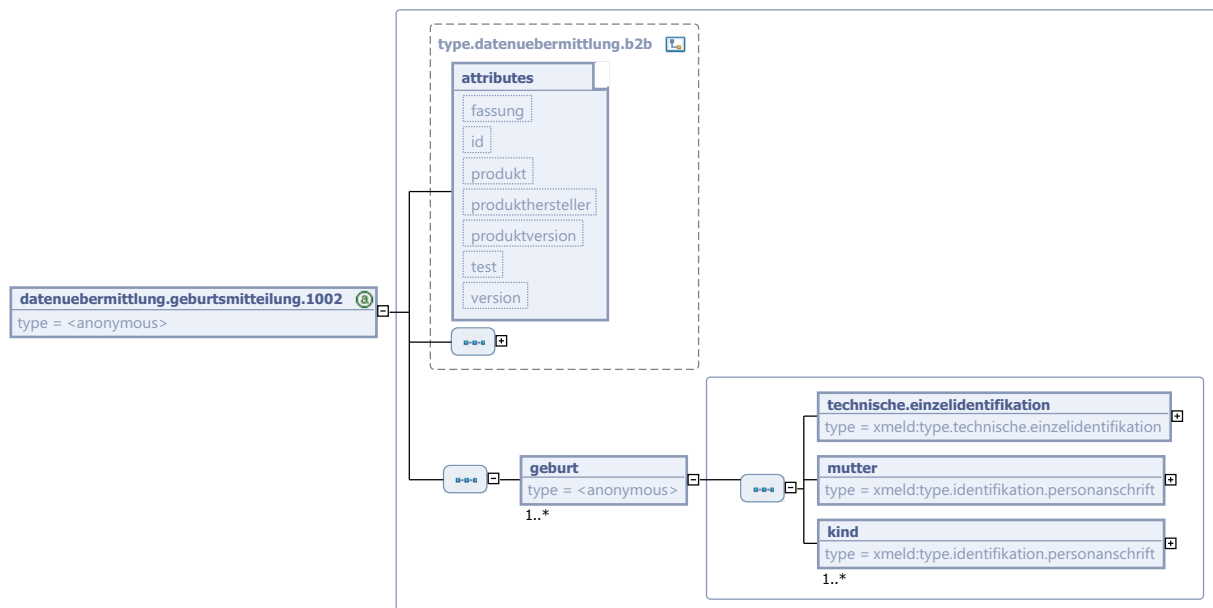 type.datenuebermittlung.b2b
attributes
fassung
id
produkt
produkthersteller
produktversion
test
version
datenuebermittlung.geburtsmitteilung.1002 a
type = <anonymous>
geburt
type = <anonymous>
1..*
technische.einzelidentifikation
type = xmeld:type.technische.einzelidentifikation
mutter
type = xmeld:type.identifikation.personanschrift
kind
type = xmeld:type.identifikation.personanschrift
1..*